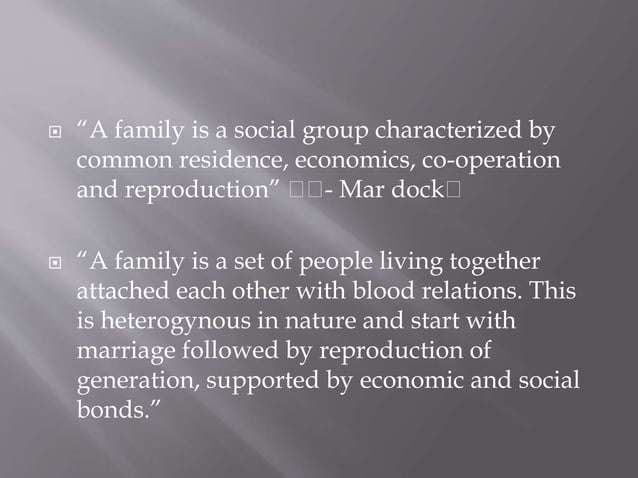 “A family is a social group characterized by
common residence, economics, co-operation
and reproduction” - Mar dock
“A family is a set of people living together
attached each other with blood relations. This
is heterogynous in nature and start with
marriage followed by reproduction of
generation, supported by economic and social
bonds.”